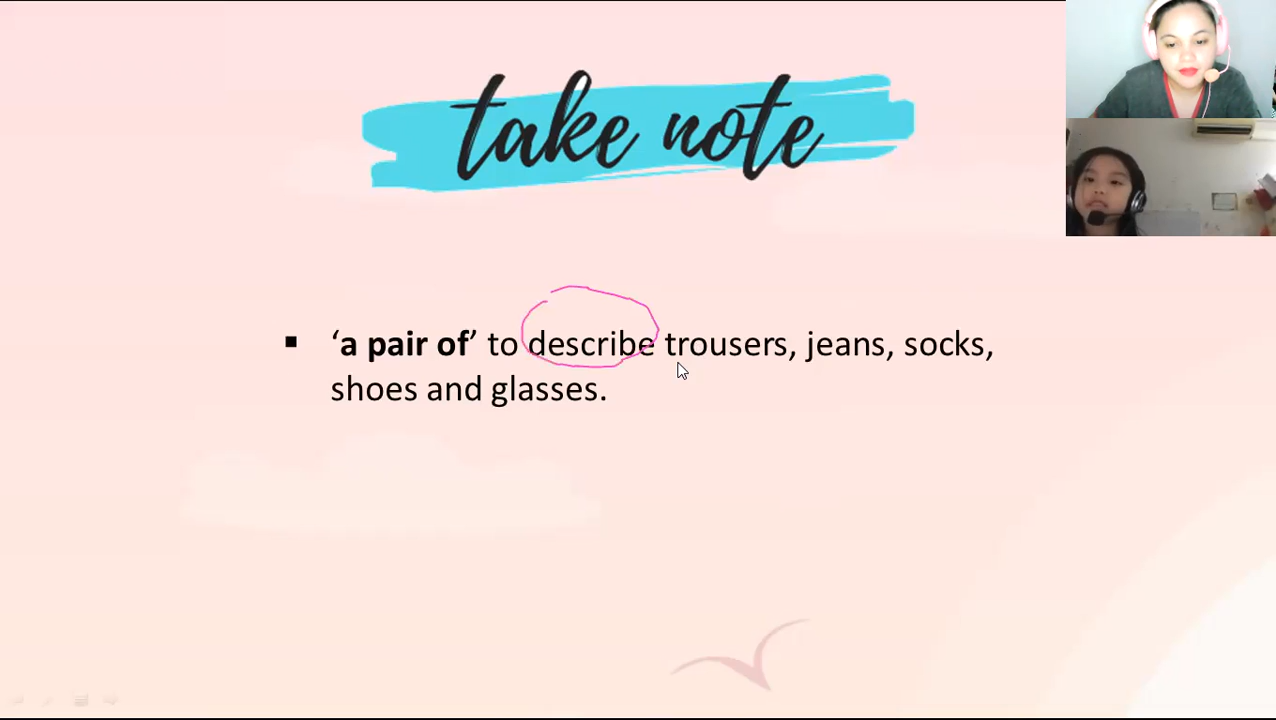 take note
▪ ‘a pair of’ to describe trousers, jeans, socks,
shoes and glasses.